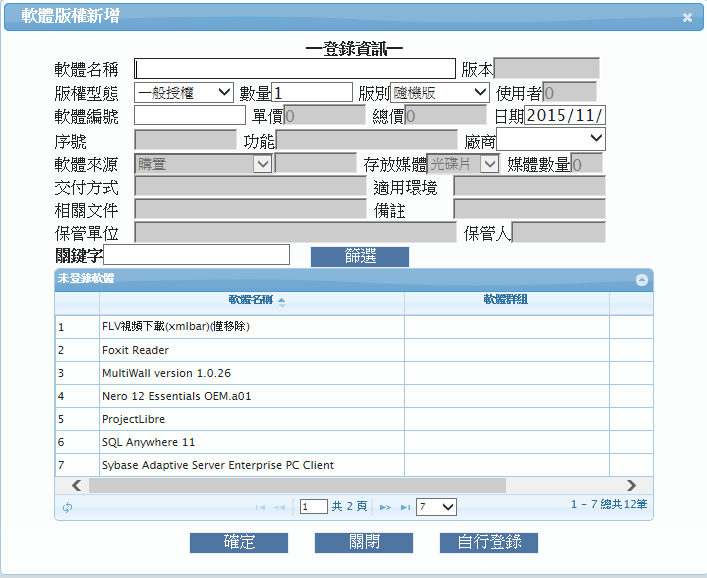 軟體版權新增
—登錄資訊—
軟體名稱 版本
版權型態 一般授權 數量 1 版別 隨機版 使用者 0
軟體編號 單價 0 總價 0 日期 2015/11/
序號 功能 廠商
軟體來源 購置 存放媒體 光碟片 媒體數量 0
交付方式 適用環境
相關文件 備註
保管單位 保管人
關鍵字 篩選
未登錄軟體
軟體名稱 軟體群組
1 FLV視頻下載(xmlbar)(僅移除)
2 Foxit Reader
3 MultiWall version 1.0.26
4 Nero 12 Essentials OEM.a01
5 ProjectLibre
6 SQL Anywhere 11
7 Sybase Adaptive Server Enterprise PC Client
1 共 2 頁 7 1 - 7 總共12筆
確定 關閉 自行登錄